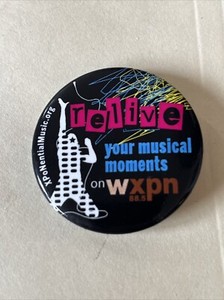 XPoNentialMusic.org
relive
your musical
moments
on wxpn
88.5